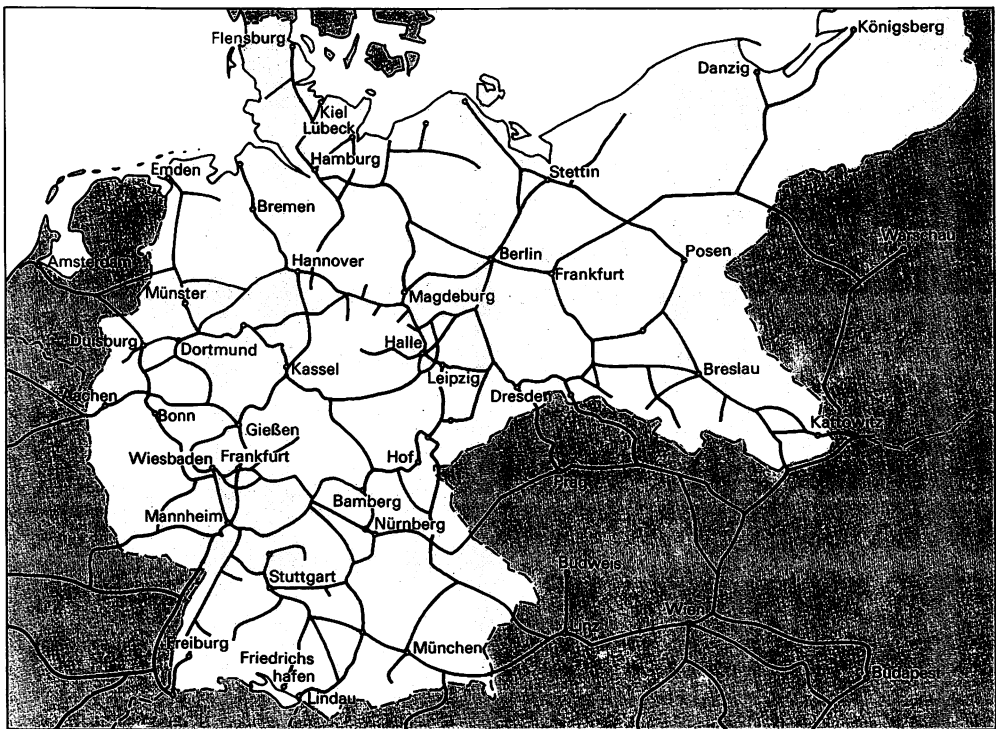 Flensburg
Königsberg
Danzig
Kiel
Lübeck
Hamburg
Emden
Stettin
Bremen
Warschau
Amsterdam
Hannover
Berlin
Posen
Frankfurt
Münster
Magdeburg
Duisburg
Dortmund
Halle
Kassel
Leipzig
Breslau
Dresden
Aachen
Bonn
Kattowitz
Gießen
Wiesbaden
Frankfurt
Hof
Prag
Bamberg
Mannheim
Nürnberg
Budweis
Stuttgart
Linz
Wien
Freiburg
München
Friedrichs
hafen
Budapest
Lindau